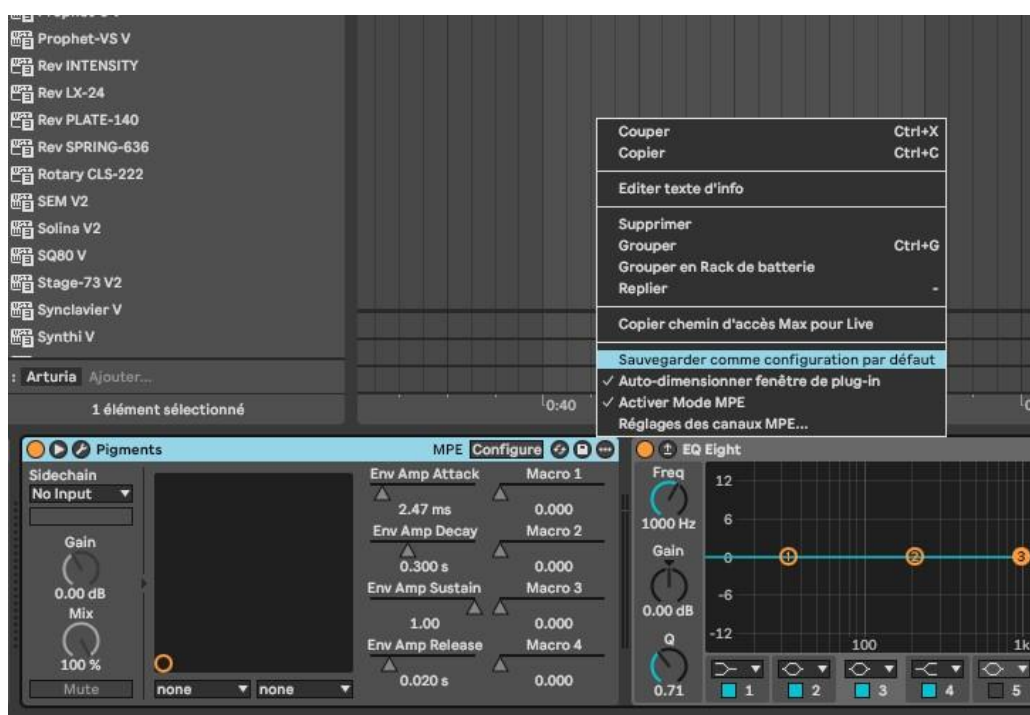 Prophet-VS V
Rev INTENSITY
Rev LX-24
Rev PLATE-140
Rev SPRING-636
Rotary CLS-222
SEM V2
Solina V2
SQ80 V
Stage-73 V2
Synclavier V
Synthi V
: Arturia Ajouter...
1 élément sélectionné
0:40
Couper Ctrl+X
Copier Ctrl+C
Editer texte d'info
Supprimer
Grouper Ctrl+G
Grouper en Rack de batterie
Replier -
Copier chemin d'accès Max pour Live
Sauvegarder comme configuration par défaut
✓ Auto-dimensionner fenêtre de plug-in
✓ Activer Mode MPE
Réglages des canaux MPE...
Pigments MPE Configure
Sidechain
No Input
Gain
0.00 dB
Mix
100 %
Mute
none none
Env Amp Attack Macro 1
2.47 ms 0.000
Env Amp Decay Macro 2
0.300 s 0.000
Env Amp Sustain Macro 3
1.00 0.000
Env Amp Release Macro 4
0.020 s 0.000
EQ Eight
Freq
1000 Hz
Gain
0.00 dB
Q
0.71
12
6
0
-6
-12
1 2 3
100 1k
1 2 3 4 5